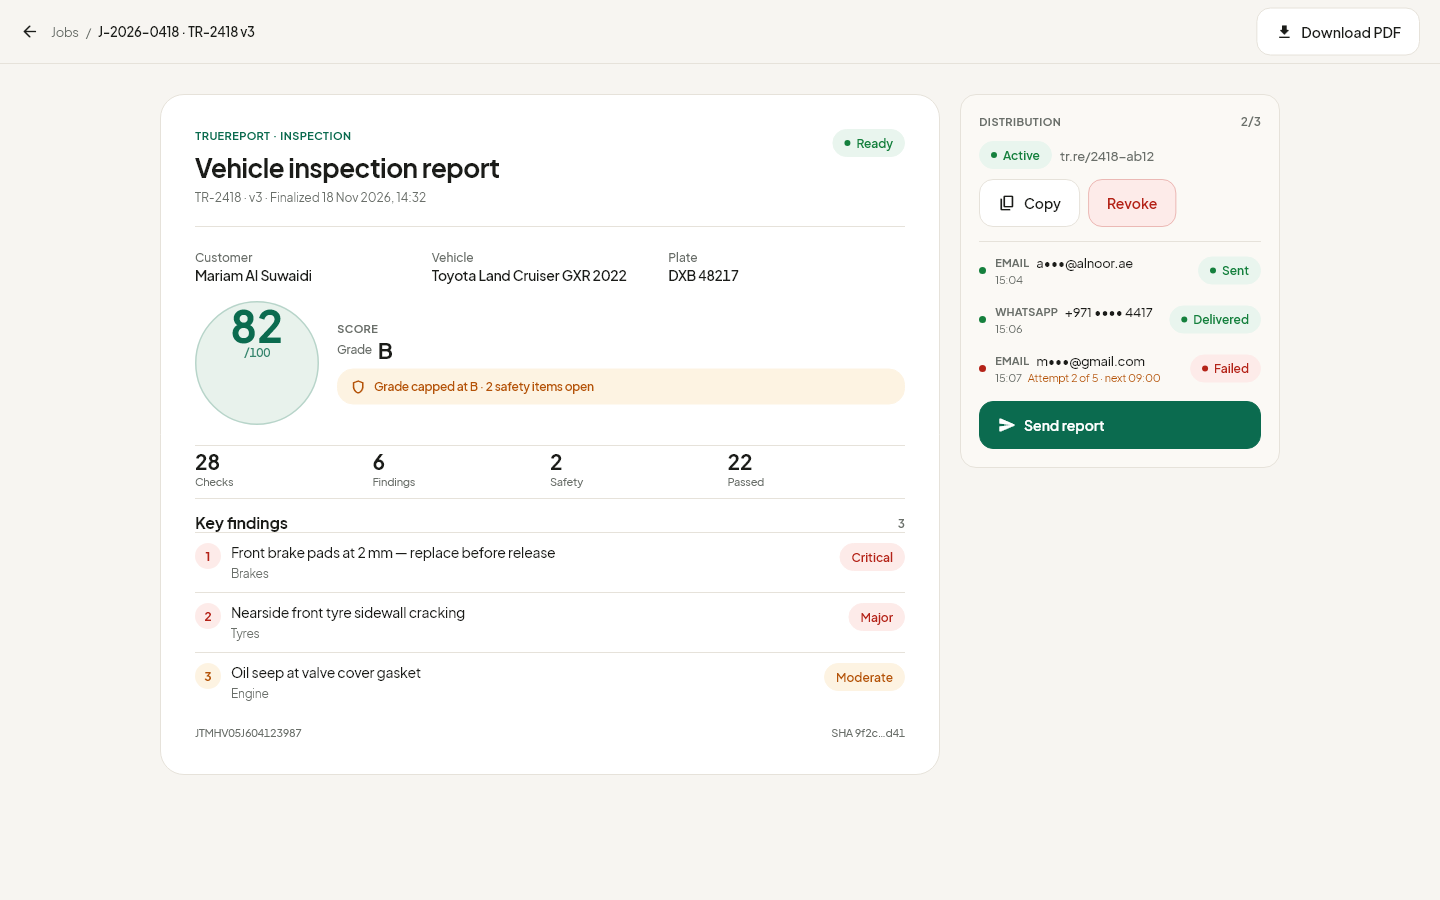 Jobs / J-2026-0418 · TR-2418 v3
Download PDF
TRUEREPORT · INSPECTION
Ready
Vehicle inspection report
TR-2418 · v3 · Finalized 18 Nov 2026, 14:32
Customer
Mariam Al Suwaidi
Vehicle
Toyota Land Cruiser GXR 2022
Plate
DXB 48217
82
/100
SCORE
Grade B
Grade capped at B · 2 safety items open
28
Checks
6
Findings
2
Safety
22
Passed
Key findings
3
1 Front brake pads at 2 mm — replace before release
Brakes
Critical
2 Nearside front tyre sidewall cracking
Tyres
Major
3 Oil seep at valve cover gasket
Engine
Moderate
JTMHV05J604123987
SHA 9f2c…d41
DISTRIBUTION
2/3
Active
tr.re/2418-ab12
Copy
Revoke
EMAIL a•••@alnoor.ae
15:04
Sent
WHATSAPP +971 •••• 4417
15:06
Delivered
EMAIL m•••@gmail.com
15:07 Attempt 2 of 5 · next 09:00
Failed
Send report